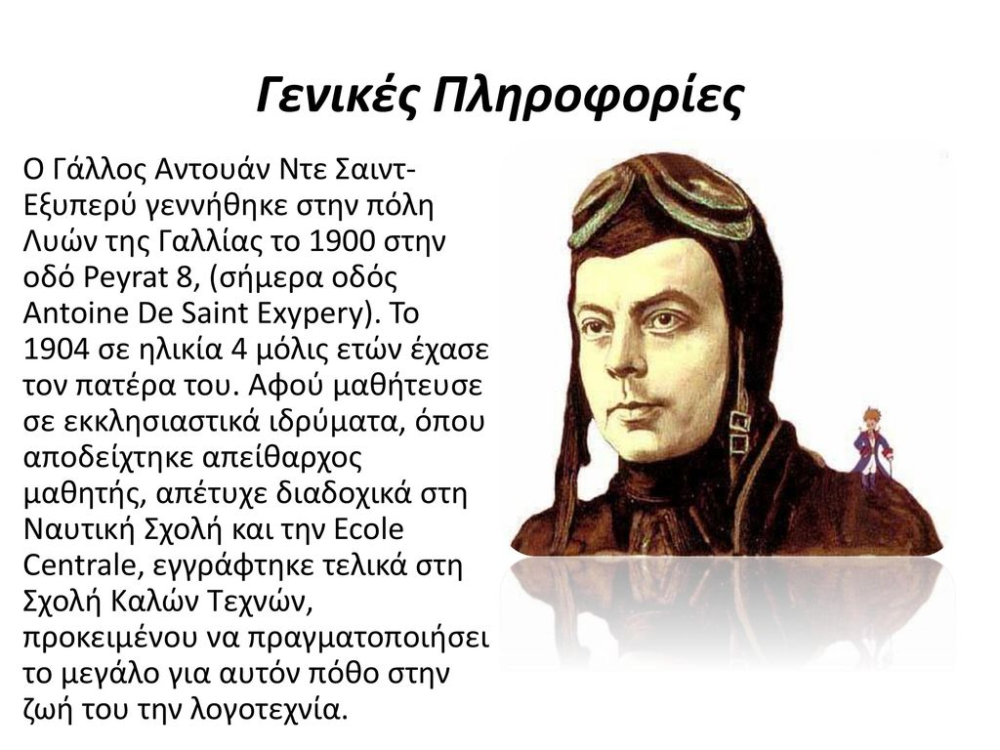 Γενικές Πληροφορίες
Ο Γάλλος Αντουάν Ντε Σαιντ-
Εξυπερύ γεννήθηκε στην πόλη
Λυών της Γαλλίας το 1900 στην
οδό Peyrat 8, (σήμερα οδός
Antoine De Saint Exypery). Το
1904 σε ηλικία 4 μόλις ετών έχασε
τον πατέρα του. Αφού μαθήτευσε
σε εκκλησιαστικά ιδρύματα, όπου
αποδείχτηκε απείθαρχος
μαθητής, απέτυχε διαδοχικά στη
Ναυτική Σχολή και την Ecole
Centrale, εγγράφτηκε τελικά στη
Σχολή Καλών Τεχνών,
προκειμένου να πραγματοποιήσει
το μεγάλο για αυτόν πόθο στην
ζωή του την λογοτεχνία.